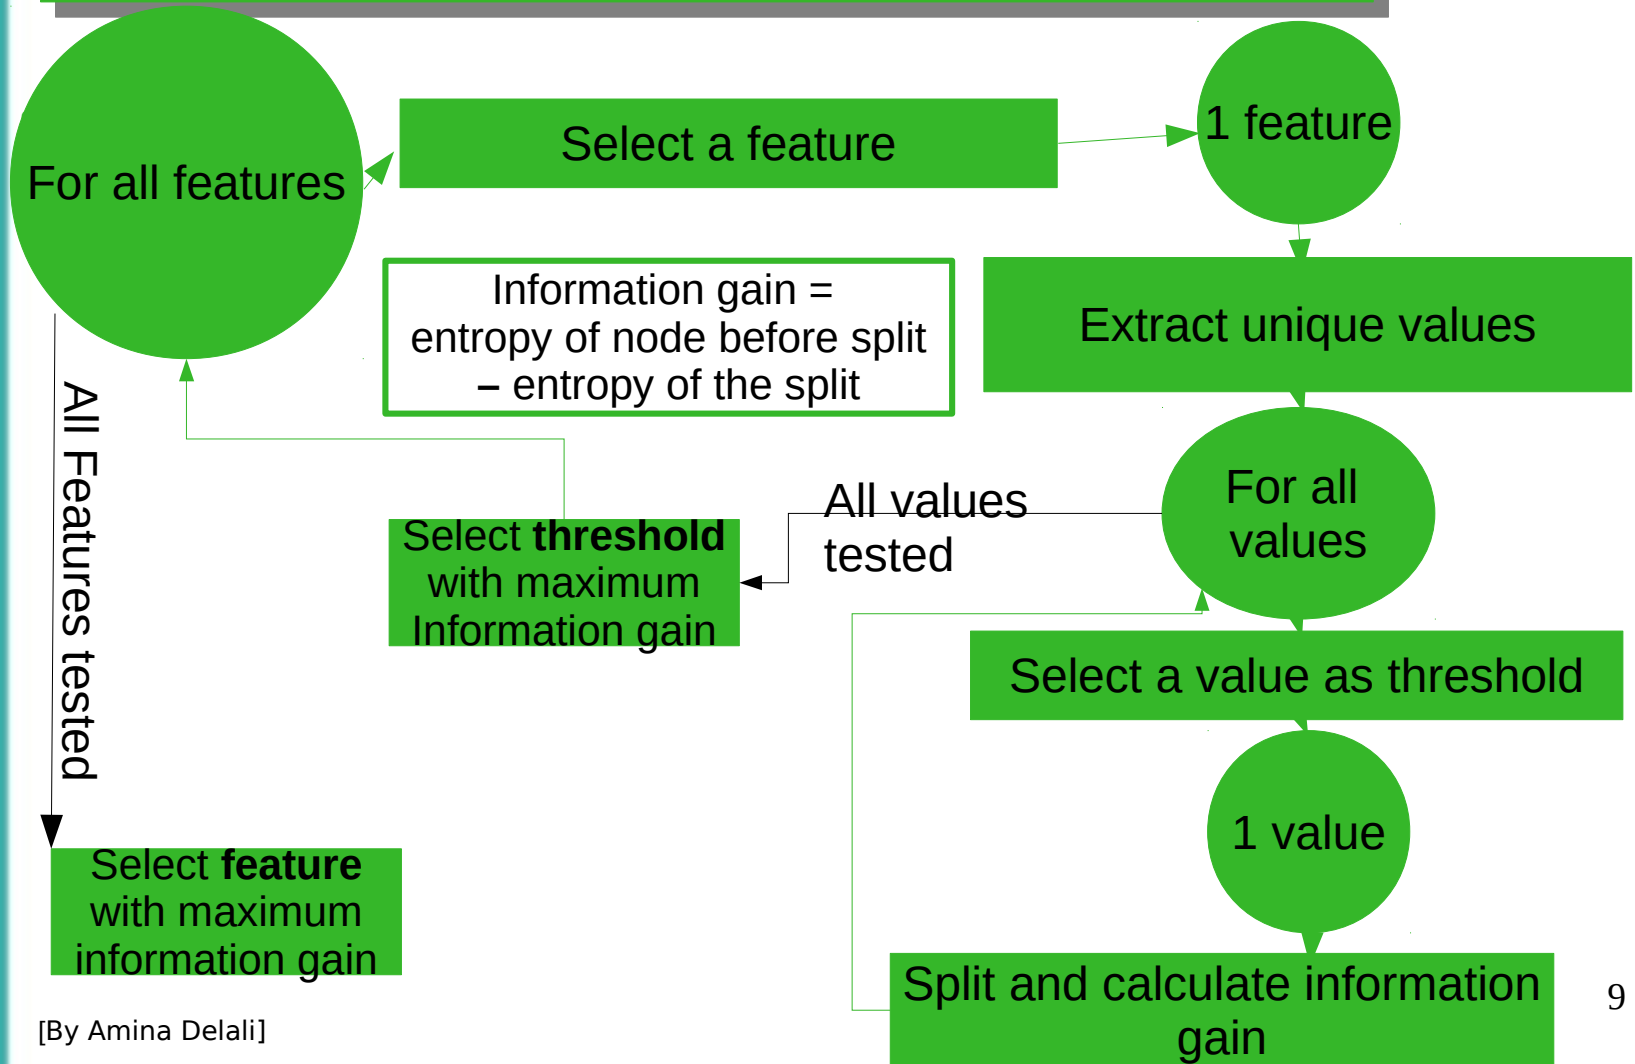 For all features
Select a feature
1 feature
Information gain =
entropy of node before split
– entropy of the split
Extract unique values
For all
values
All values
tested
Select threshold
with maximum
Information gain
Select a value as threshold
1 value
Split and calculate information
gain
All Features tested
Select feature
with maximum
information gain
[By Amina Delali]
9